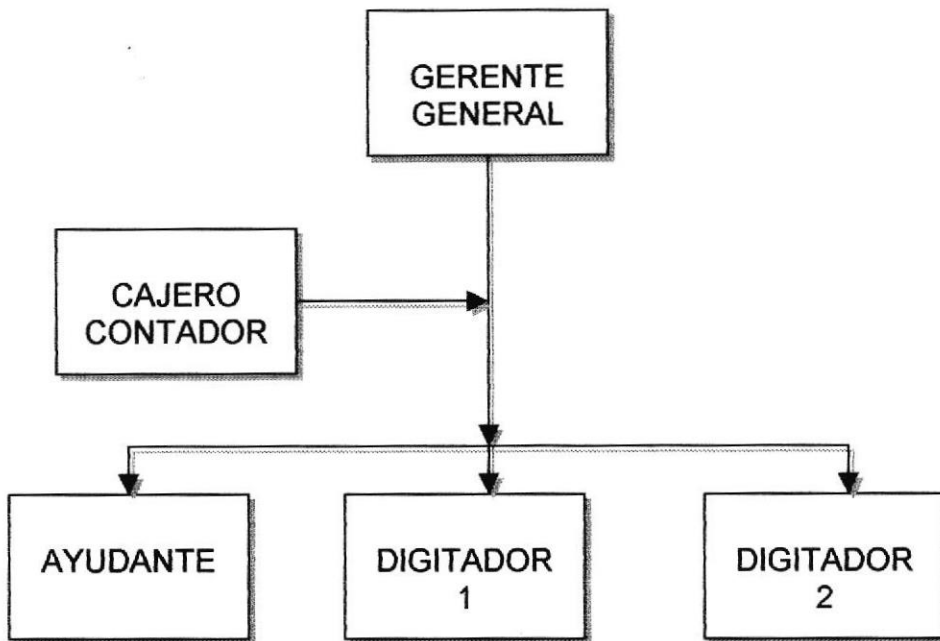 GERENTE
GENERAL
CAJERO
CONTADOR
AYUDANTE
DIGITADOR
1
DIGITADOR
2